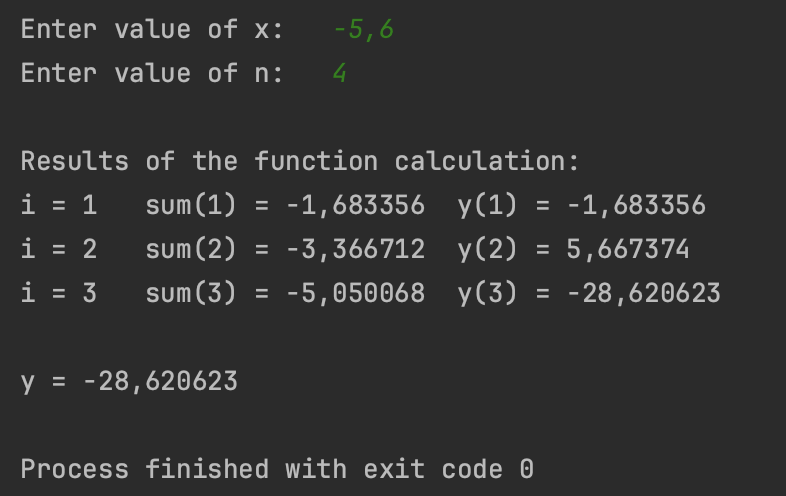 Enter value of x: -5,6
Enter value of n: 4
Results of the function calculation:
i = 1 sum(1) = -1,683356 y(1) = -1,683356
i = 2 sum(2) = -3,366712 y(2) = 5,667374
i = 3 sum(3) = -5,050068 y(3) = -28,620623
y = -28,620623
Process finished with exit code 0